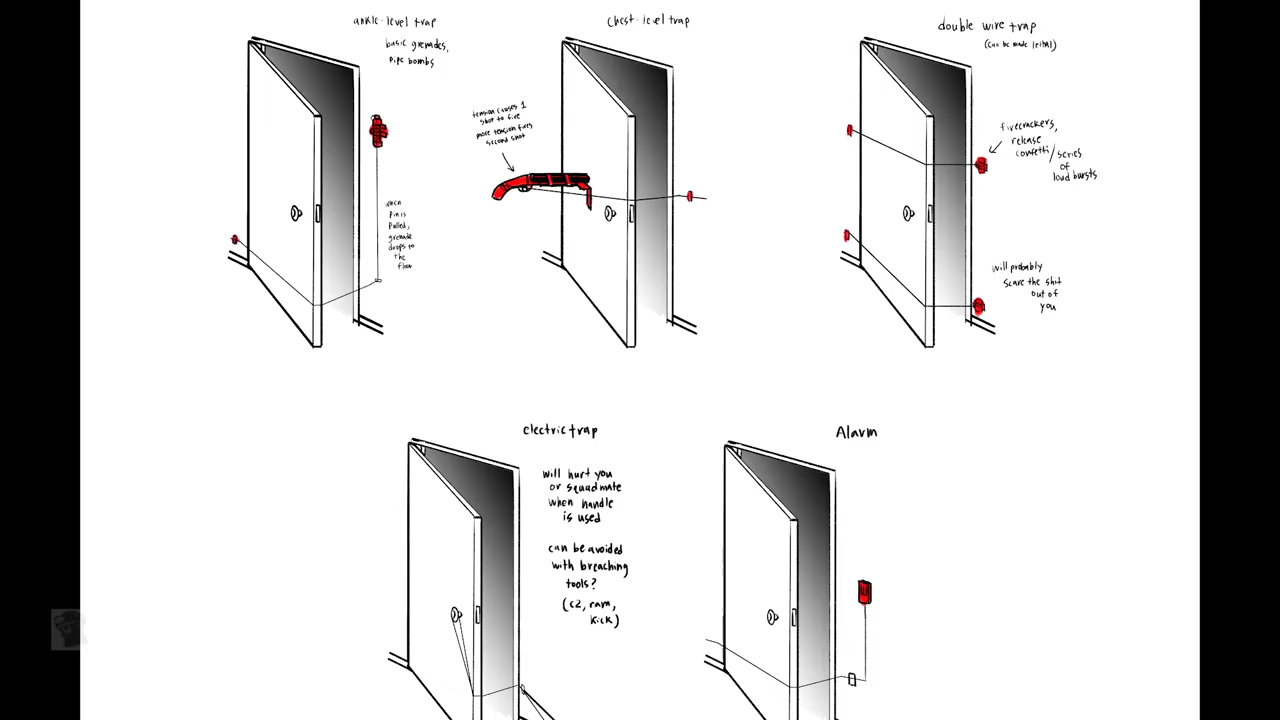 ankle-level trap
basic grenades,
pipe bombs
when
pin is
pulled,
grenade
drops to
the
floor
chest-level trap
tension causes 1
shot to fire
more tension fires
second shot
double wire trap
(can be made lethal)
firecrackers,
release
confetti/series
of
loud bursts
will probably
scare the shit
out of
you
electric trap
will hurt you
or squadmate
when handle
is used
can be avoided
with breaching
tools?
(c2, ram,
kick)
Alarm